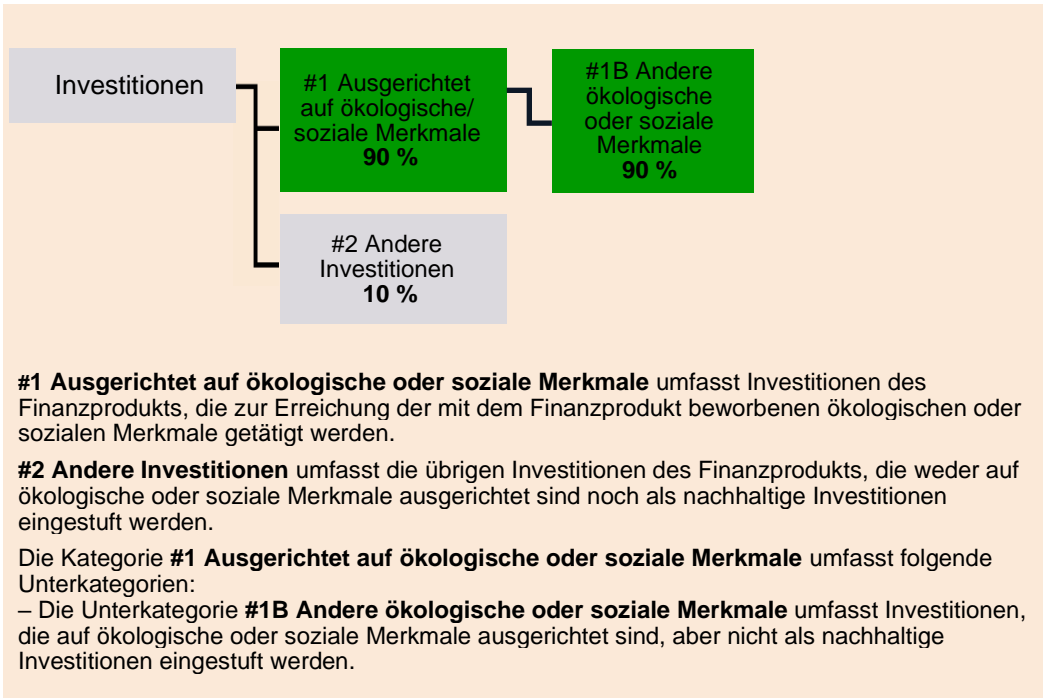 Investitionen
#1 Ausgerichtet
auf ökologische/
soziale Merkmale
90 %
#1B Andere
ökologische
oder soziale
Merkmale
90 %
#2 Andere
Investitionen
10 %
#1 Ausgerichtet auf ökologische oder soziale Merkmale umfasst Investitionen des
Finanzprodukts, die zur Erreichung der mit dem Finanzprodukt beworbenen ökologischen oder
sozialen Merkmale getätigt werden.
#2 Andere Investitionen umfasst die übrigen Investitionen des Finanzprodukts, die weder auf
ökologische oder soziale Merkmale ausgerichtet sind noch als nachhaltige Investitionen
eingestuft werden.
Die Kategorie #1 Ausgerichtet auf ökologische oder soziale Merkmale umfasst folgende
Unterkategorien:
– Die Unterkategorie #1B Andere ökologische oder soziale Merkmale umfasst Investitionen,
die auf ökologische oder soziale Merkmale ausgerichtet sind, aber nicht als nachhaltige
Investitionen eingestuft werden.